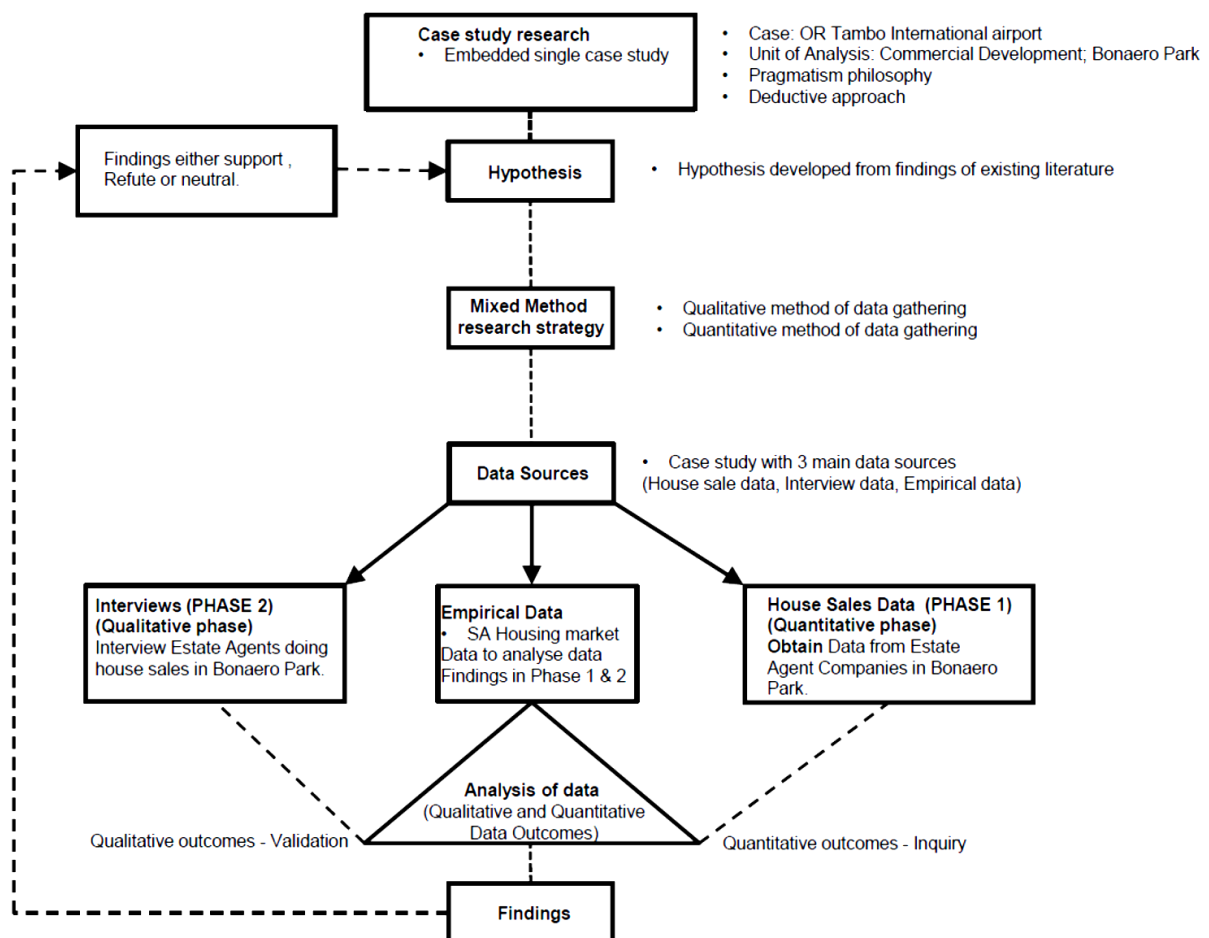 Case study research
• Embedded single case study
• Case: OR Tambo International airport
• Unit of Analysis: Commercial Development; Bonaero Park
• Pragmatism philosophy
• Deductive approach
Findings either support ,
Refute or neutral.
Hypothesis
• Hypothesis developed from findings of existing literature
Mixed Method
research strategy
• Qualitative method of data gathering
• Quantitative method of data gathering
Data Sources
• Case study with 3 main data sources
(House sale data, Interview data, Empirical data)
Interviews (PHASE 2)
(Qualitative phase)
Interview Estate Agents doing
house sales in Bonaero Park.
Empirical Data
• SA Housing market
Data to analyse data
Findings in Phase 1 & 2
House Sales Data (PHASE 1)
(Quantitative phase)
Obtain Data from Estate
Agent Companies in Bonaero
Park.
Analysis of data
(Qualitative and Quantitative
Data Outcomes)
Qualitative outcomes - Validation
Quantitative outcomes - Inquiry
Findings